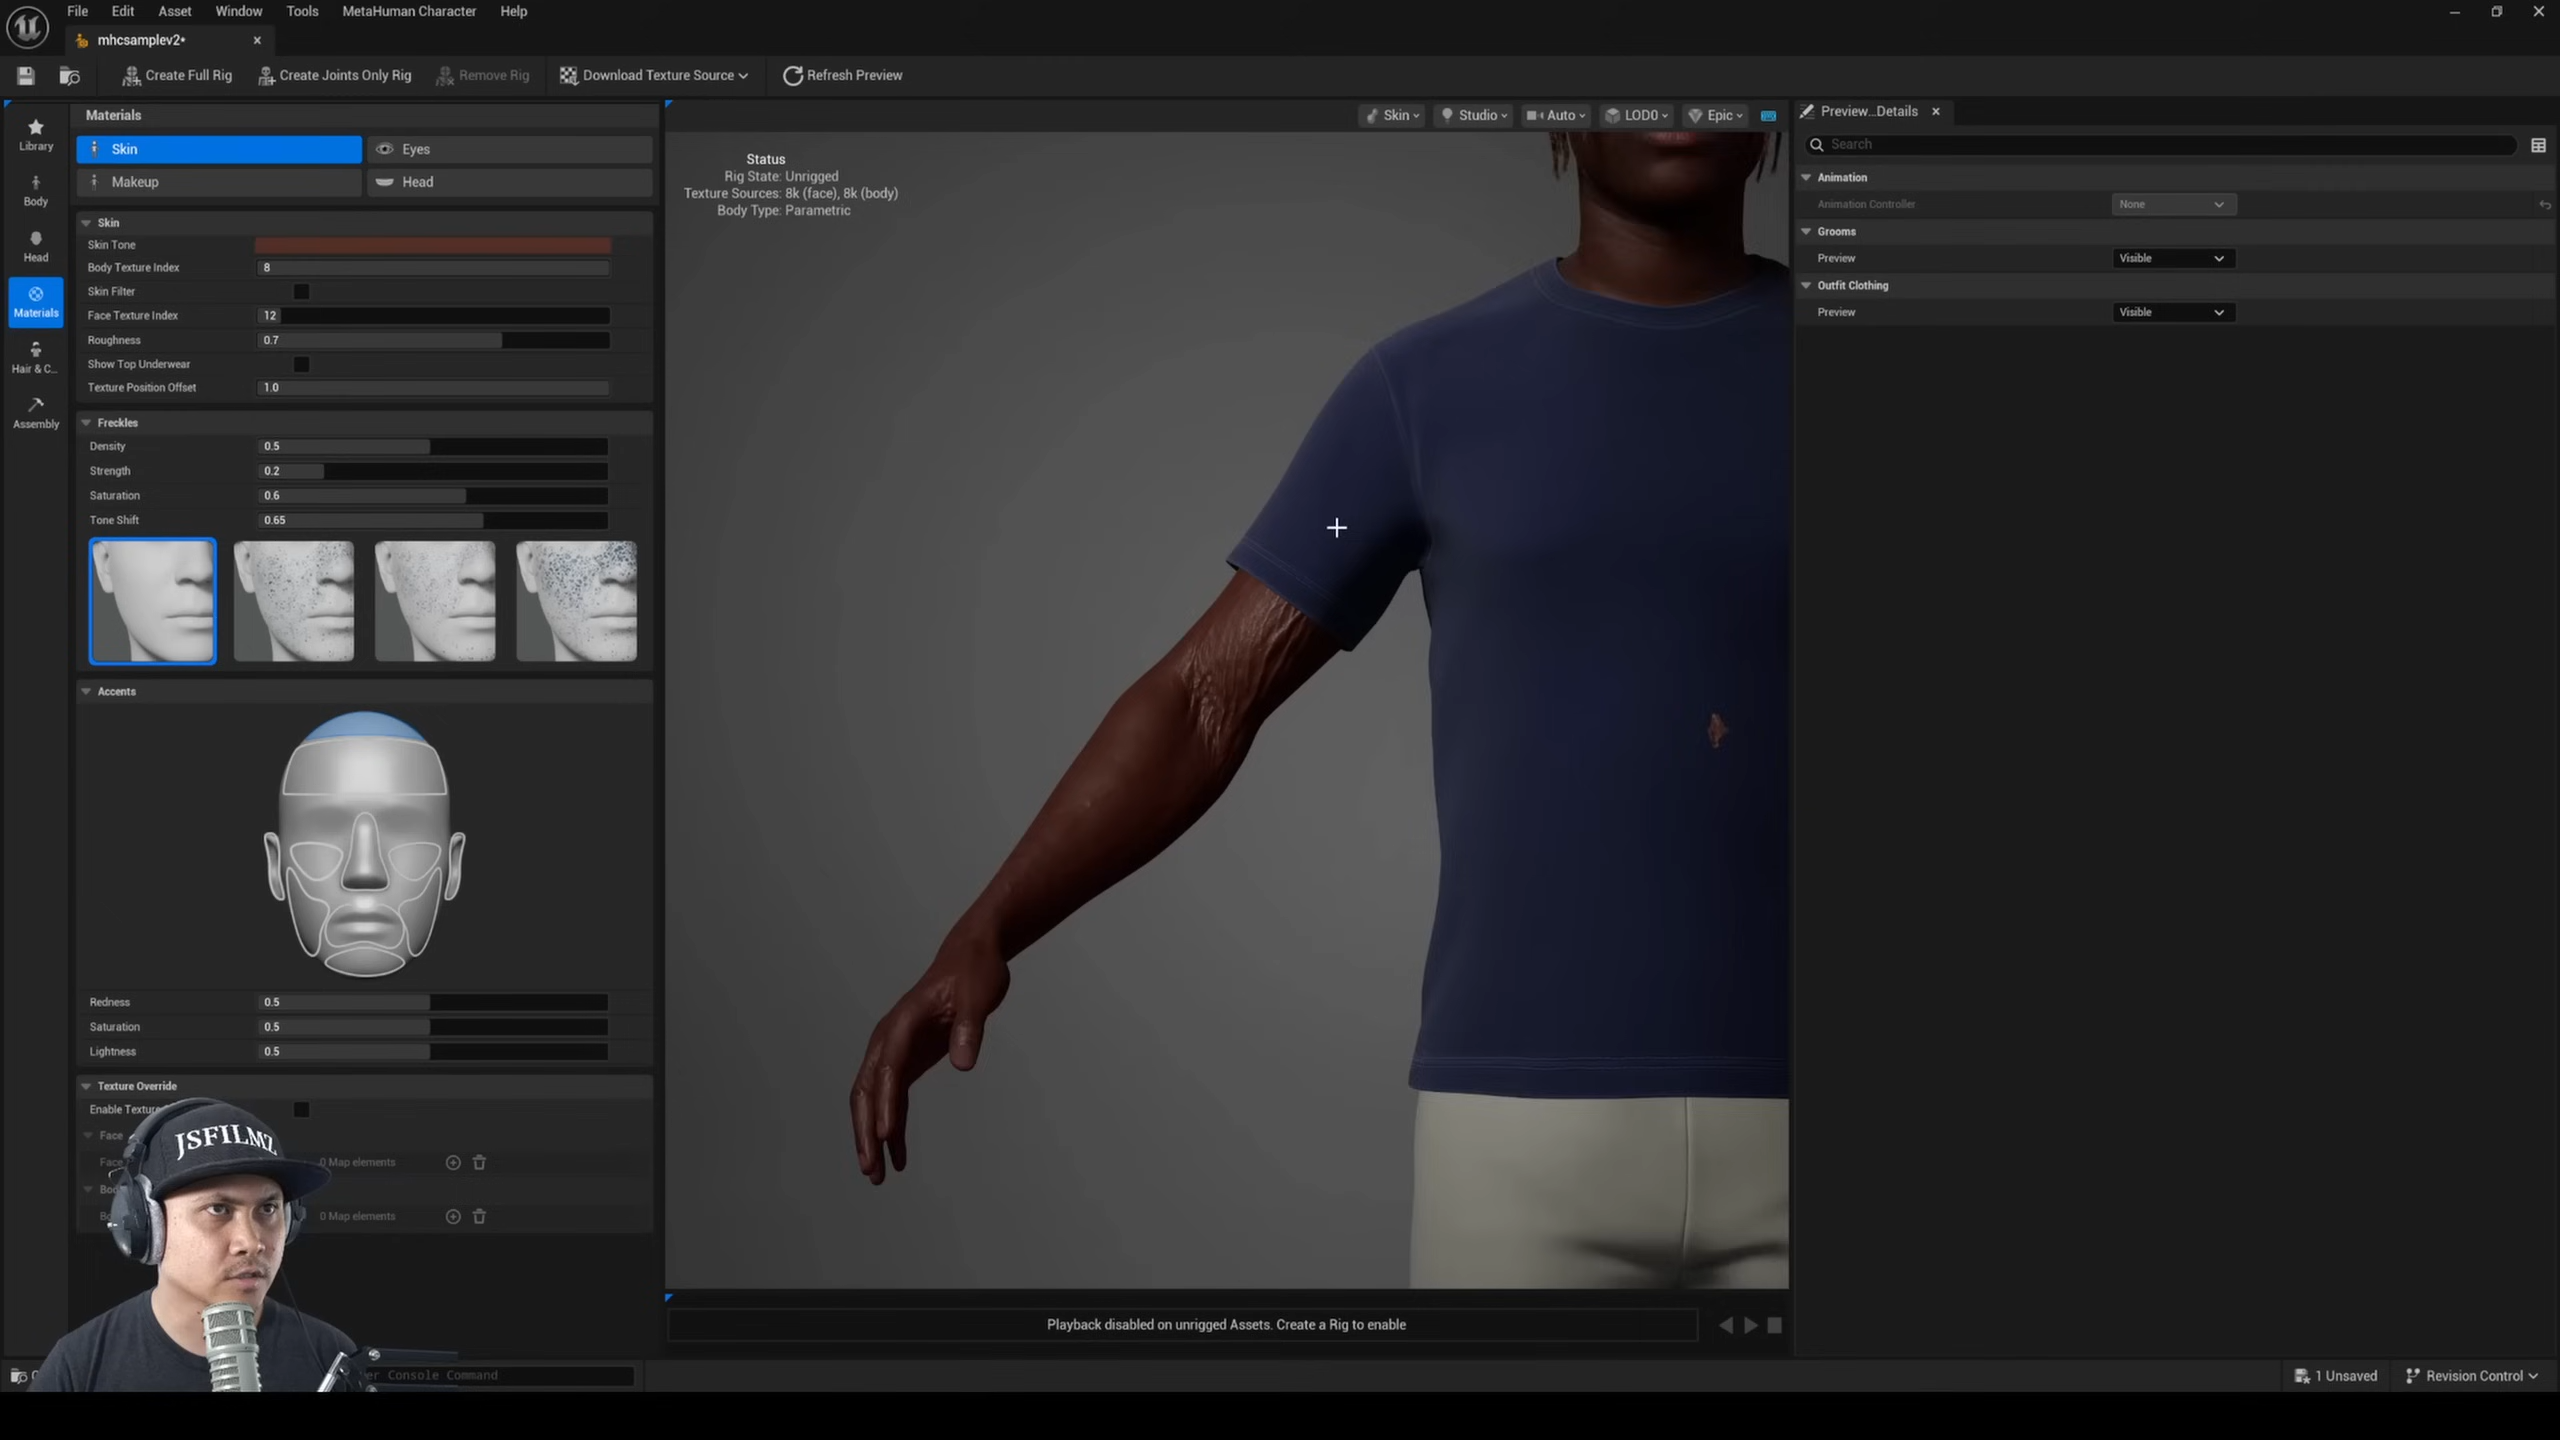 File Edit Asset Window Tools MetaHuman Character Help
mhcsamplev2*
Create Full Rig Create Joints Only Rig Remove Rig Download Texture Source Refresh Preview
Library
Body
Head
Materials
Hair & C...
Assembly
Materials
Skin Eyes
Makeup Head
Skin
Skin Tone
Body Texture Index 8
Skin Filter
Face Texture Index 12
Roughness 0.7
Show Top Underwear
Texture Position Offset 1.0
Freckles
Density 0.5
Strength 0.2
Saturation 0.6
Tone Shift 0.65
Accents
Redness 0.5
Saturation 0.5
Lightness 0.5
Texture Override
Enable Textur
Face
Face 0 Map elements
0 Map elements
JSFILMZ
Console Command
Skin Studio Auto LOD0 Epic
Status
Rig State: Unrigged
Texture Sources: 8k (face), 8k (body)
Body Type: Parametric
Playback disabled on unrigged Assets. Create a Rig to enable
Preview...Details
Search
Animation
Animation Controller None
Grooms
Preview Visible
Outfit Clothing
Preview Visible
1 Unsaved Revision Control